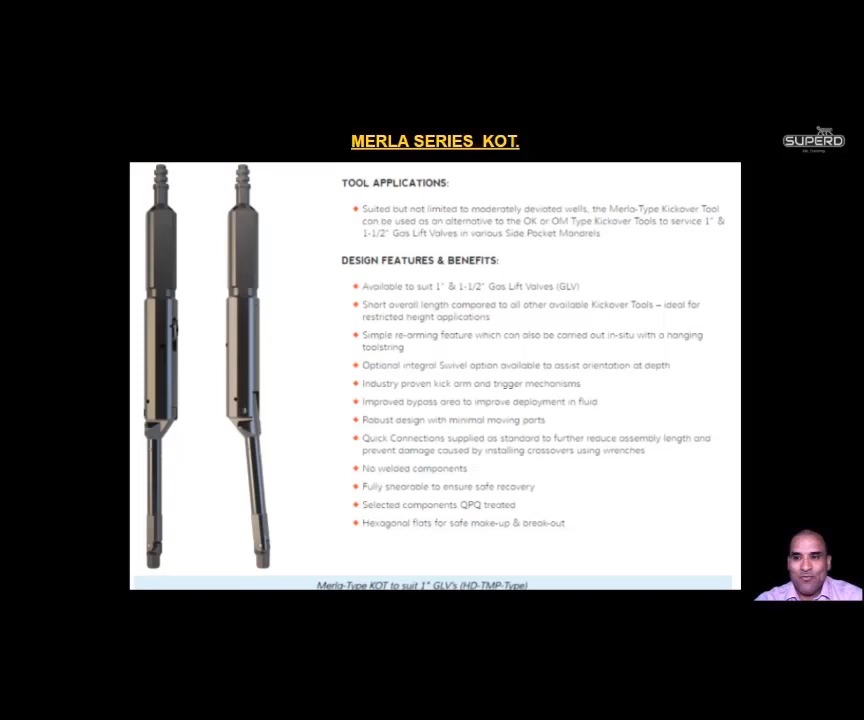 MERLA SERIES KOT.
SUPERD
TOOL APPLICATIONS:
Suited but not limited to moderately deviated wells, the Merla-Type Kickover Tool
can be used as an alternative to the OK or OM Type Kickover Tools to service 1" &
1-1/2" Gas Lift Valves in various Side Pocket Mandrels
DESIGN FEATURES & BENEFITS:
Available to suit 1" & 1-1/2" Gas Lift Valves (GLV)
Short overall length compared to all other available Kickover Tools – ideal for
restricted height applications
Simple re-arming feature which can also be carried out in-situ with a hanging
toolstring
Optional integral Swivel option available to assist orientation at depth
Industry proven kick arm and trigger mechanisms
Improved bypass area to improve deployment in fluid
Robust design with minimal moving parts
Quick Connections supplied as standard to further reduce assembly length and
prevent damage caused by installing crossovers using wrenches
No welded components
Fully shearable to ensure safe recovery
Selected components QPQ treated
Hexagonal flats for safe make-up & break-out
Merla-Type KOT to suit 1" GLV's (HD-TMP-Type)